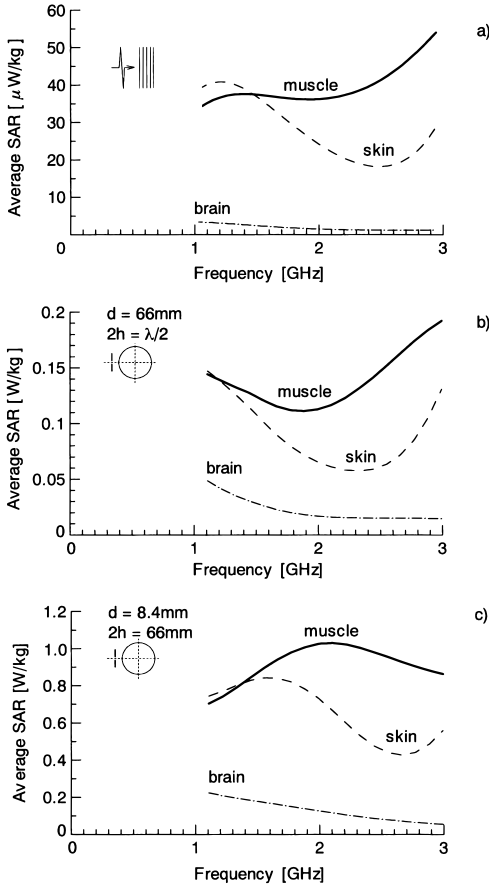 a)
Average SAR [ μW/kg]
60
50
40
30
20
10
0
muscle
skin
brain
1
2
3
Frequency [GHz]
b)
d = 66mm
2h = λ/2
Average SAR [W/kg]
0.2
0.15
0.1
0.05
0
muscle
skin
brain
0
1
2
3
Frequency [GHz]
c)
d = 8.4mm
2h = 66mm
Average SAR [W/kg]
1.2
1.0
0.8
0.6
0.4
0.2
0
muscle
skin
brain
0
1
2
3
Frequency [GHz]